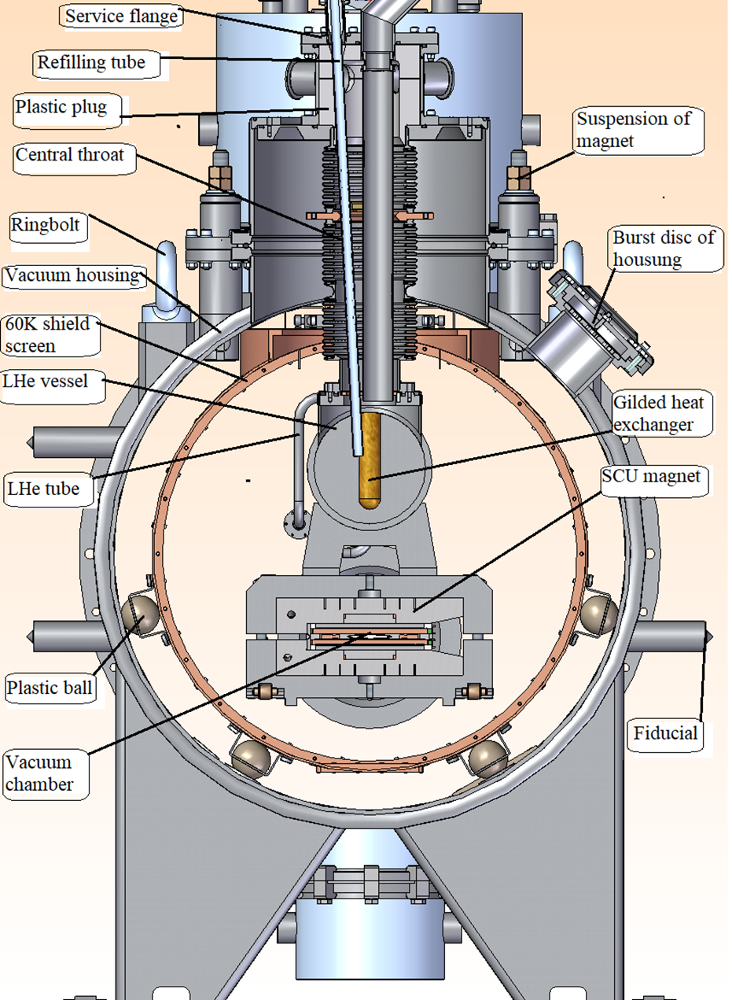 Service flange
Refilling tube
Plastic plug
Central throat
Ringbolt
Vacuum housing
60K shield
screen
LHe vessel
LHe tube
Plastic ball
Vacuum
chamber
Suspension of
magnet
Burst disc of
housung
Gilded heat
exchanger
SCU magnet
Fiducial